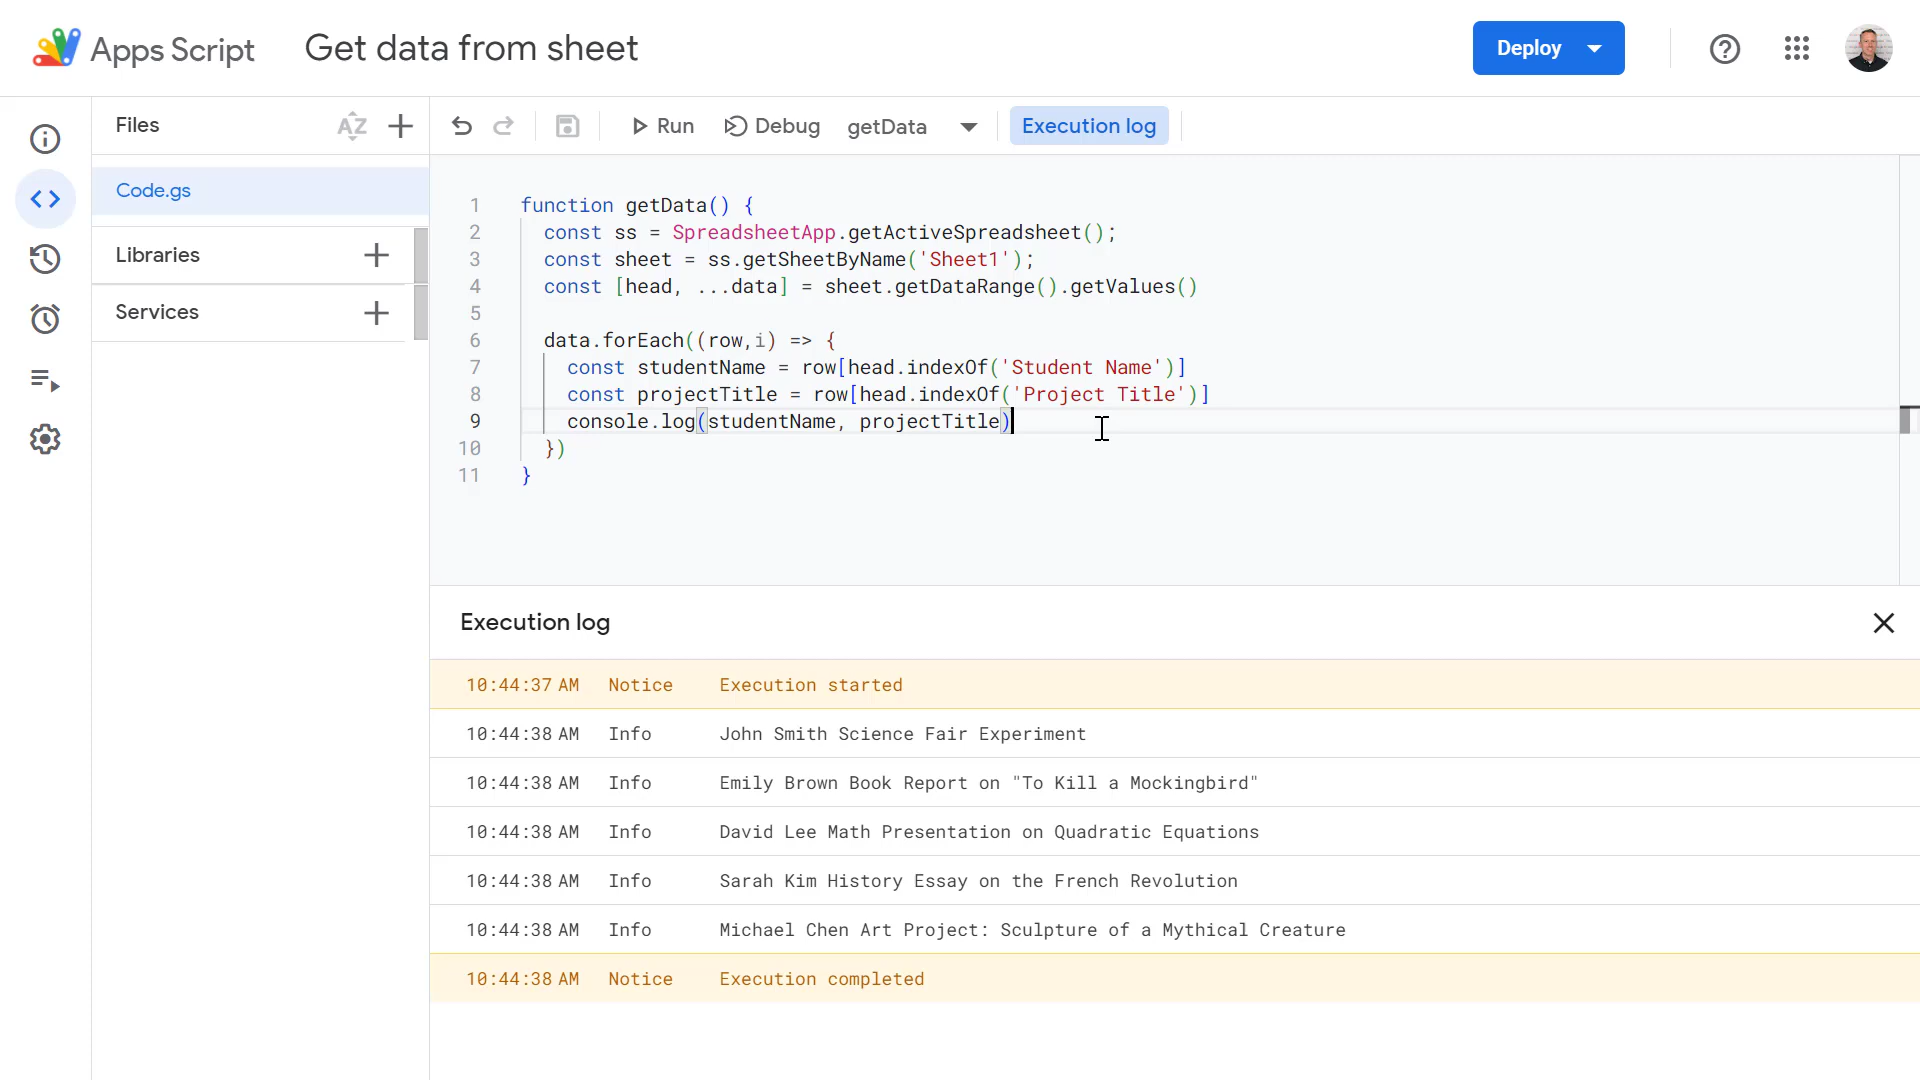 Apps Script
Get data from sheet
Deploy
Files
AZ
Run
Debug
getData
Execution log
Code.gs
Libraries
Services
1 function getData() {
2 const ss = SpreadsheetApp.getActiveSpreadsheet();
3 const sheet = ss.getSheetByName('Sheet1');
4 const [head, ...data] = sheet.getDataRange().getValues()
5
6 data.forEach((row,i) => {
7 const studentName = row[head.indexOf('Student Name')]
8 const projectTitle = row[head.indexOf('Project Title')]
9 console.log(studentName, projectTitle)
10 })
11 }
Execution log
10:44:37 AM Notice Execution started
10:44:38 AM Info John Smith Science Fair Experiment
10:44:38 AM Info Emily Brown Book Report on "To Kill a Mockingbird"
10:44:38 AM Info David Lee Math Presentation on Quadratic Equations
10:44:38 AM Info Sarah Kim History Essay on the French Revolution
10:44:38 AM Info Michael Chen Art Project: Sculpture of a Mythical Creature
10:44:38 AM Notice Execution completed